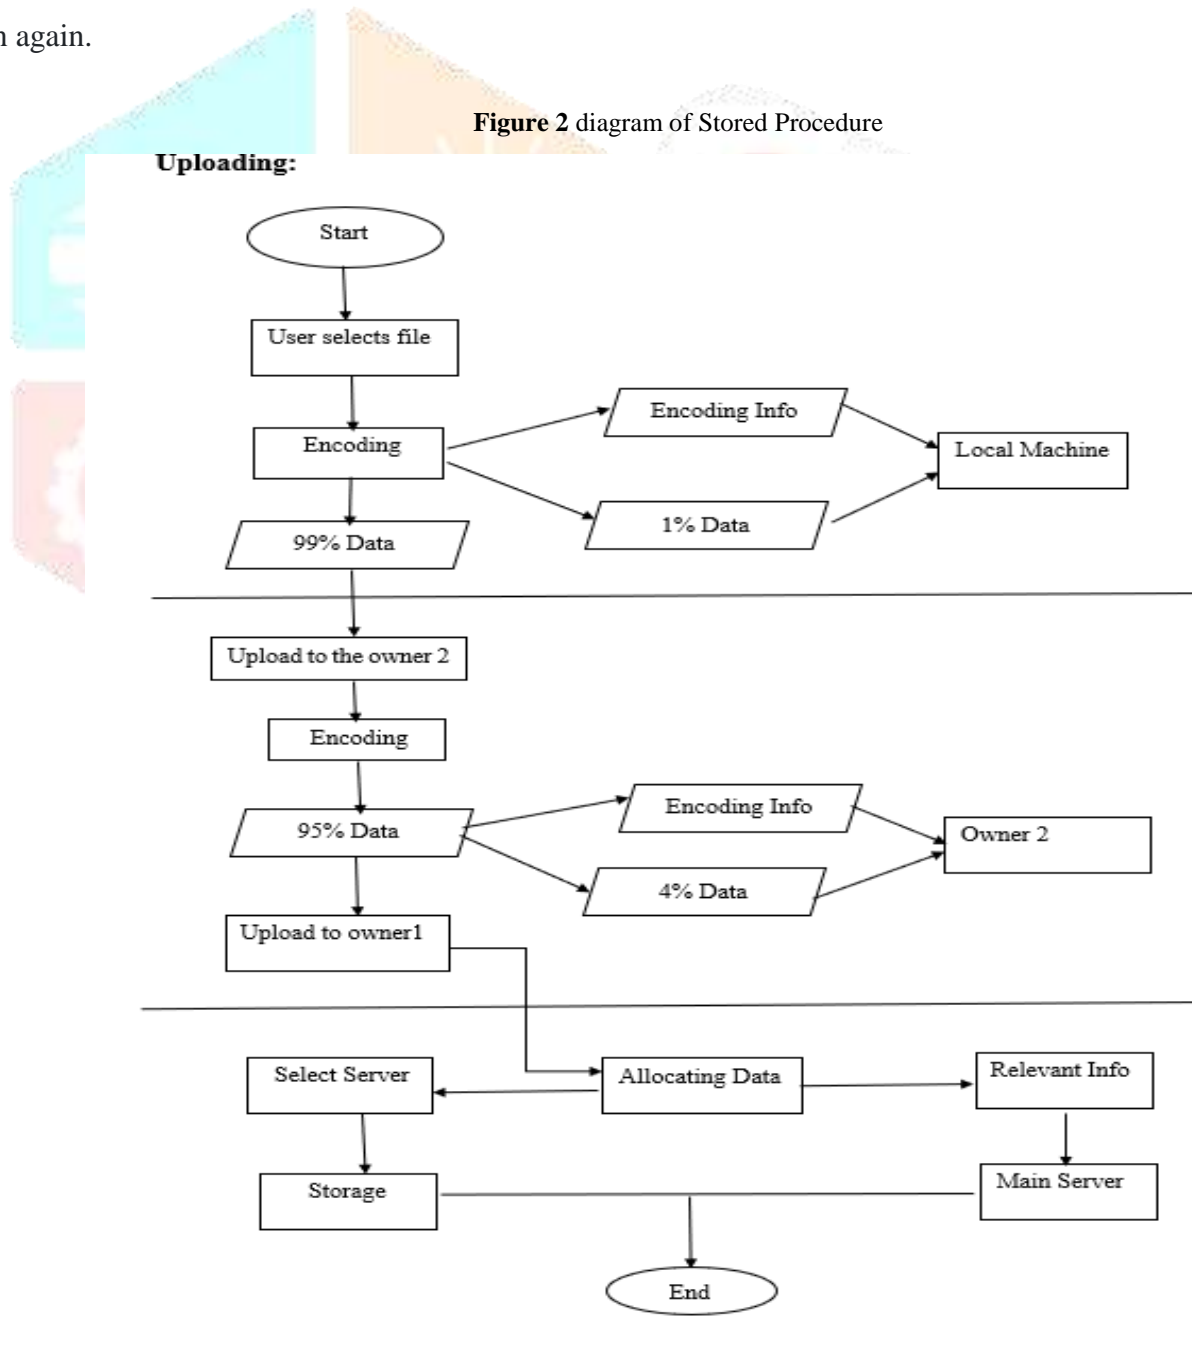 n again.
Figure 2 diagram of Stored Procedure
Uploading:
Start
User selects file
Encoding
Encoding Info
Local Machine
1% Data
99% Data
Upload to the owner 2
Encoding
95% Data
Encoding Info
Owner 2
4% Data
Upload to owner1
Select Server
Allocating Data
Relevant Info
Storage
Main Server
End